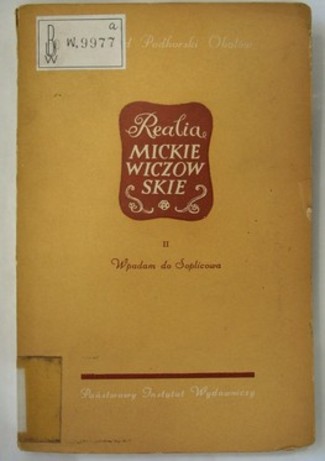 a
B W.9977
W
d Podhorski Okołów
Realia
MICKIE
WICZOW
SKIE
II
Wpadam do Soplicowa
Państwowy Instytut Wydawniczy